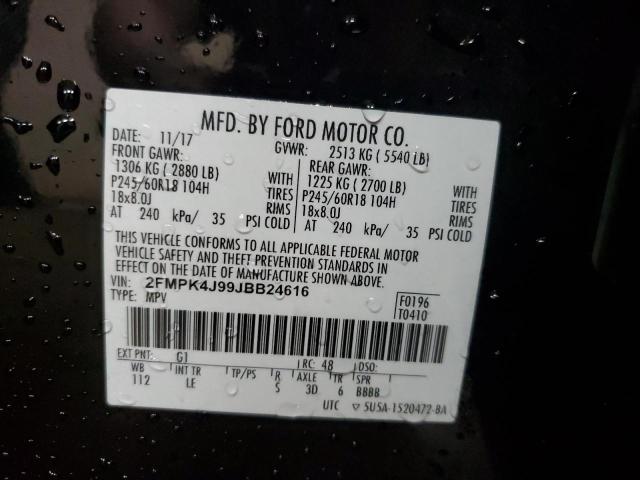 MFD. BY FORD MOTOR CO.
DATE: 11/17 GVWR: 2513 KG ( 5540 LB)
FRONT GAWR: REAR GAWR:
1306 KG ( 2880 LB) WITH 1225 KG ( 2700 LB) WITH
P245/60R18 104H TIRES P245/60R18 104H TIRES
18x8.0J RIMS 18x8.0J RIMS
AT 240 kPa/ 35 PSI COLD AT 240 kPa/ 35 PSI COLD
THIS VEHICLE CONFORMS TO ALL APPLICABLE FEDERAL MOTOR
VEHICLE SAFETY AND THEFT PREVENTION STANDARDS IN
EFFECT ON THE DATE OF MANUFACTURE SHOWN ABOVE.
VIN: 2FMPK4J99JBB24616 F0196
TYPE: MPV T0410
EXT PNT: G1 RC: 48 DSO:
WB INT TR TP/PS R AXLE TR SPR
112 LE S 3D 6 BBBB
UTC ▽ 5U5A-1520472-BA